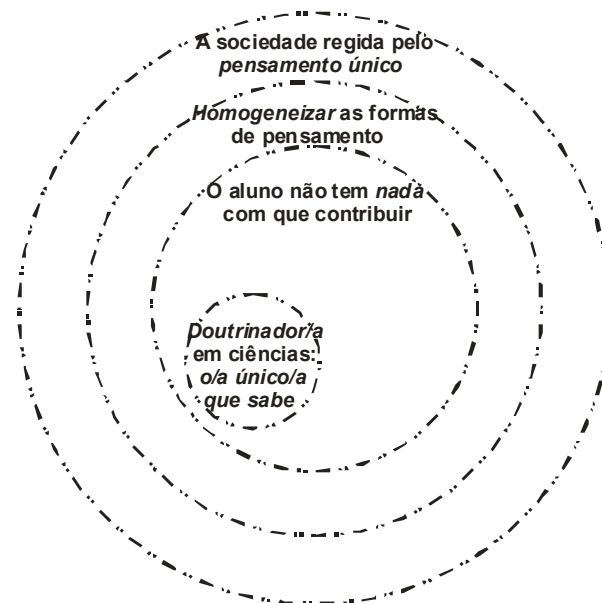 A sociedade regida pelo
pensamento único
Homogeneizar as formas
de pensamento
O aluno não tem nada
com que contribuir
Doutrinador/a
em ciências:
o/a único/a
que sabe